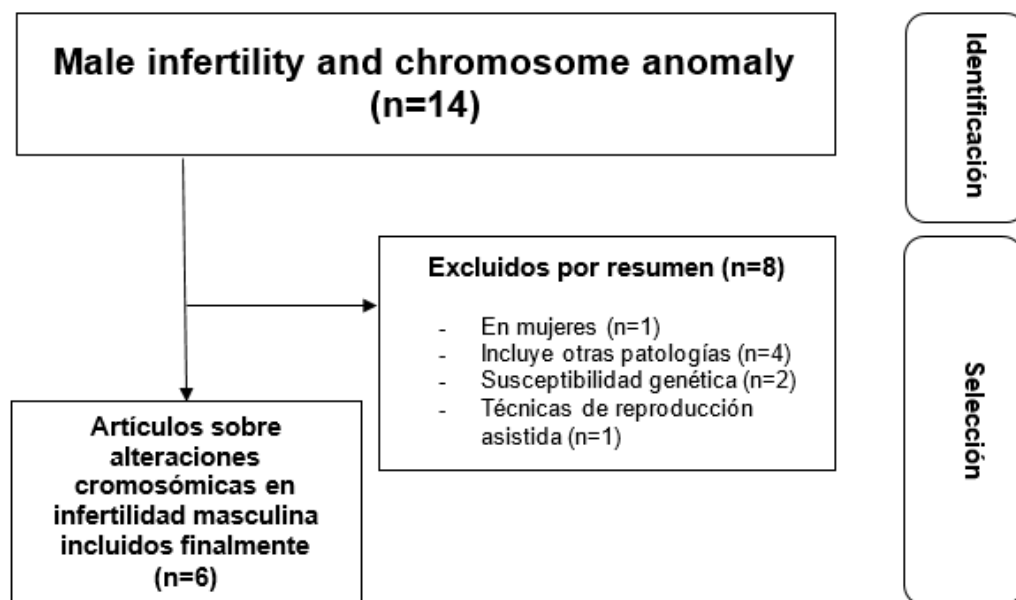 Male infertility and chromosome anomaly
(n=14)
Identificación
Excluidos por resumen (n=8)
- En mujeres (n=1)
- Incluye otras patologías (n=4)
- Susceptibilidad genética (n=2)
- Técnicas de reproducción
asistida (n=1)
Artículos sobre
alteraciones
cromosómicas en
infertilidad masculina
incluidos finalmente
(n=6)
Selección